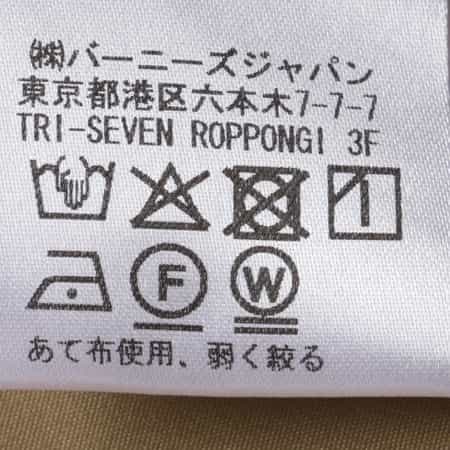 ㈱バーニーズジャパン
東京都港区六本木7-7-7
TRI-SEVEN ROPPONGI 3F
F W
あて布使用、弱く絞る